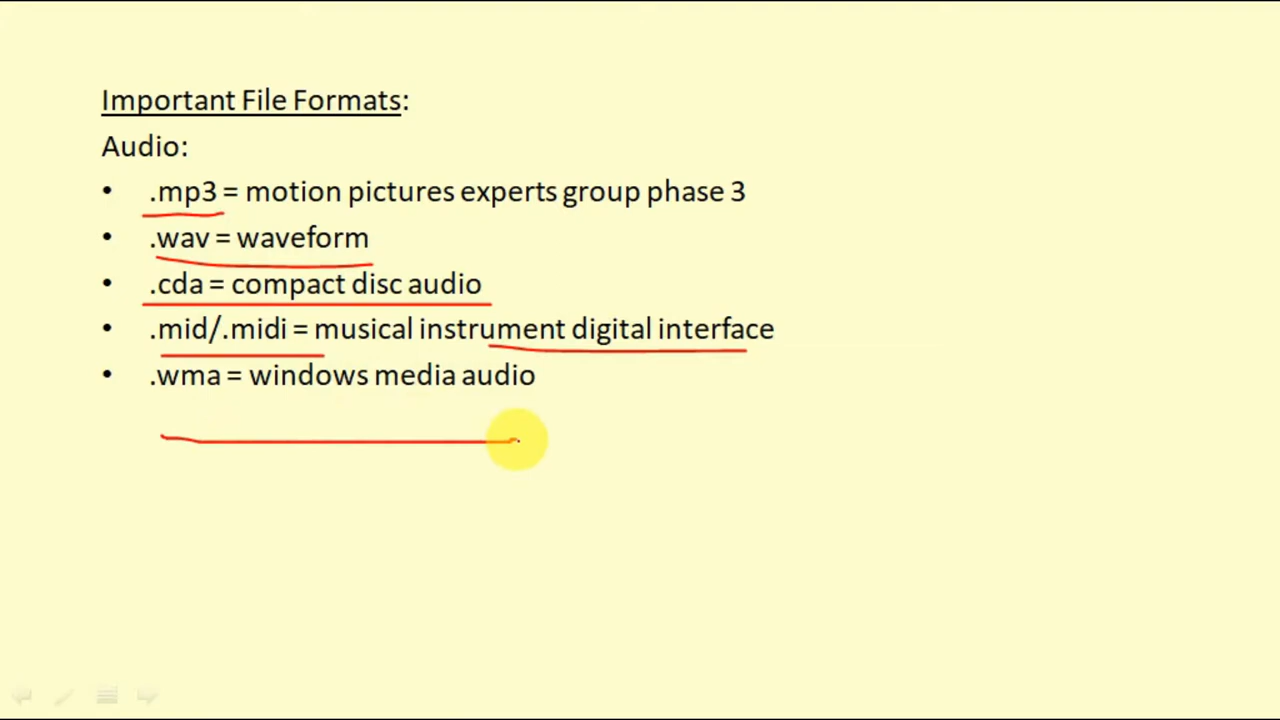 Important File Formats:
Audio:
• .mp3 = motion pictures experts group phase 3
• .wav = waveform
• .cda = compact disc audio
• .mid/.midi = musical instrument digital interface
• .wma = windows media audio